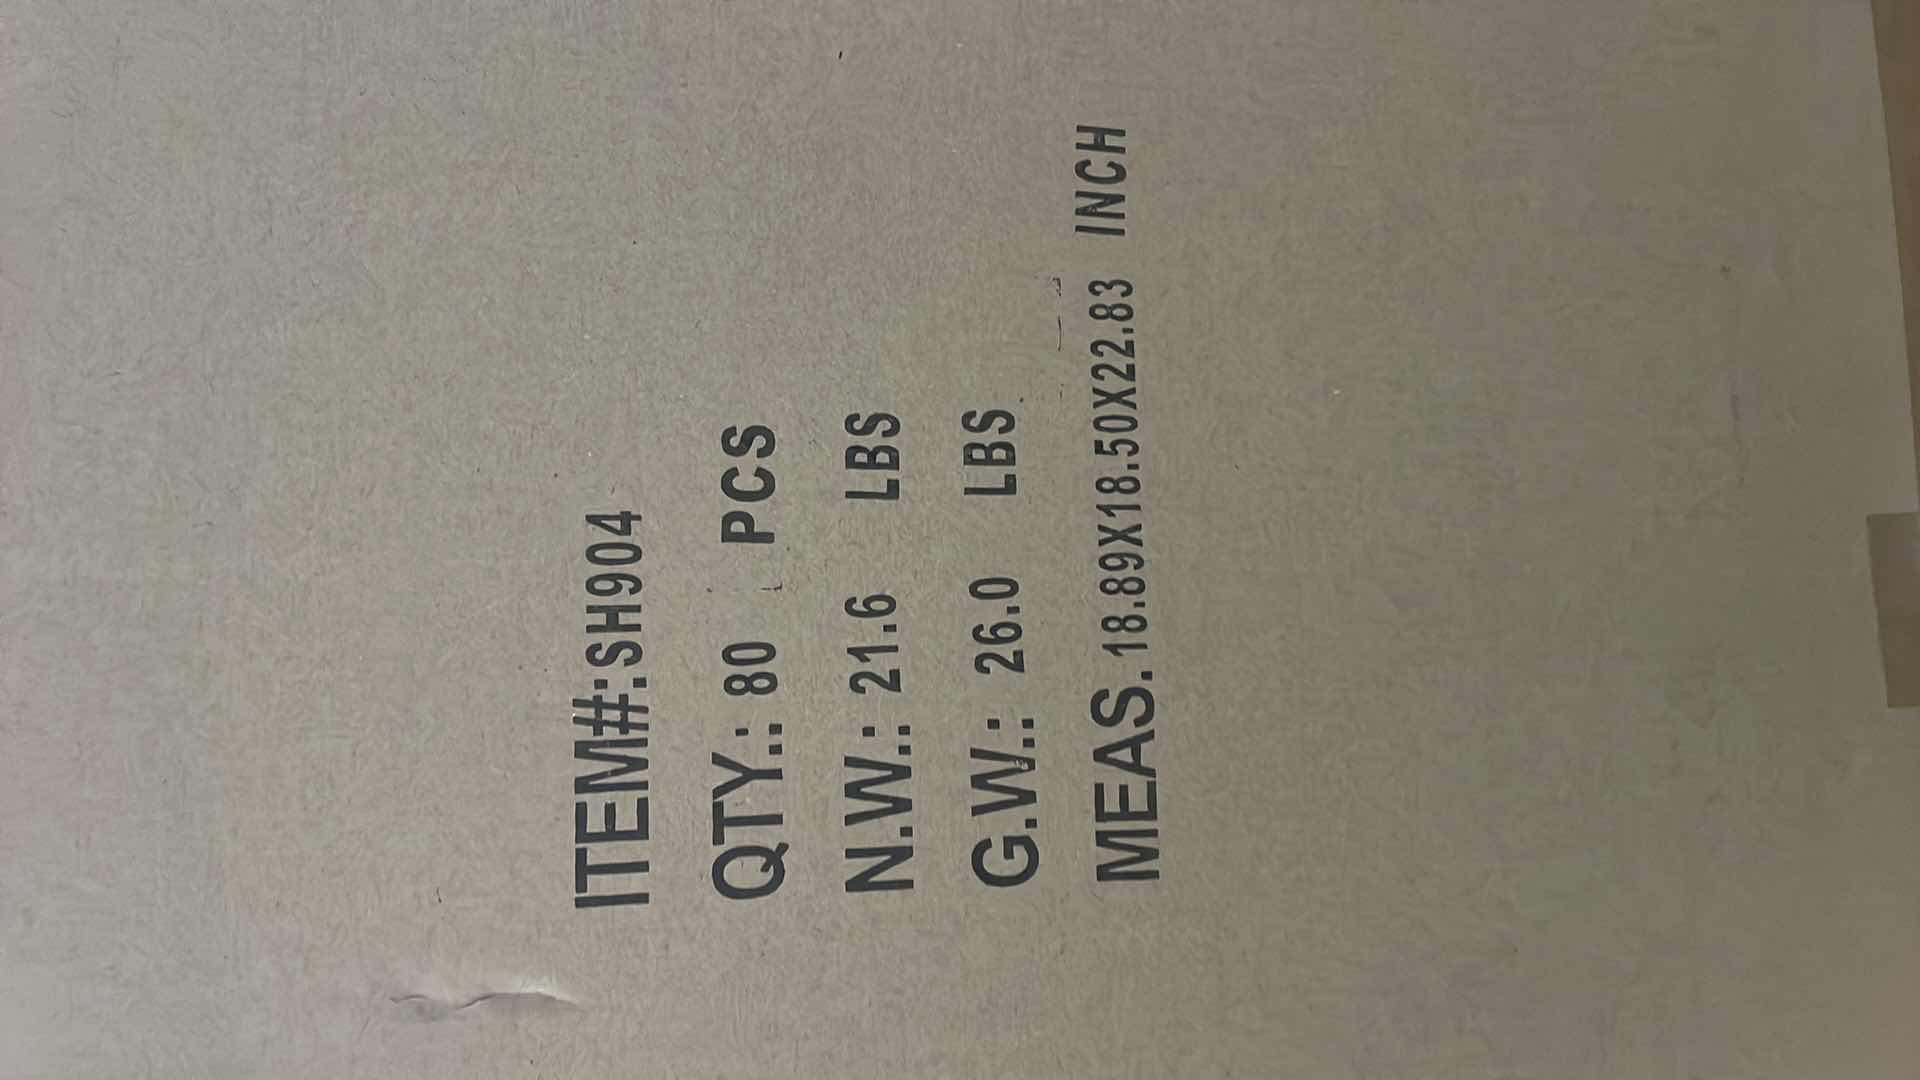 ITEM#:SH904
QTY.: 80 PCS
N.W.: 21.6 LBS
G.W.: 26.0 LBS
MEAS. 18.89X18.50X22.83 INCH